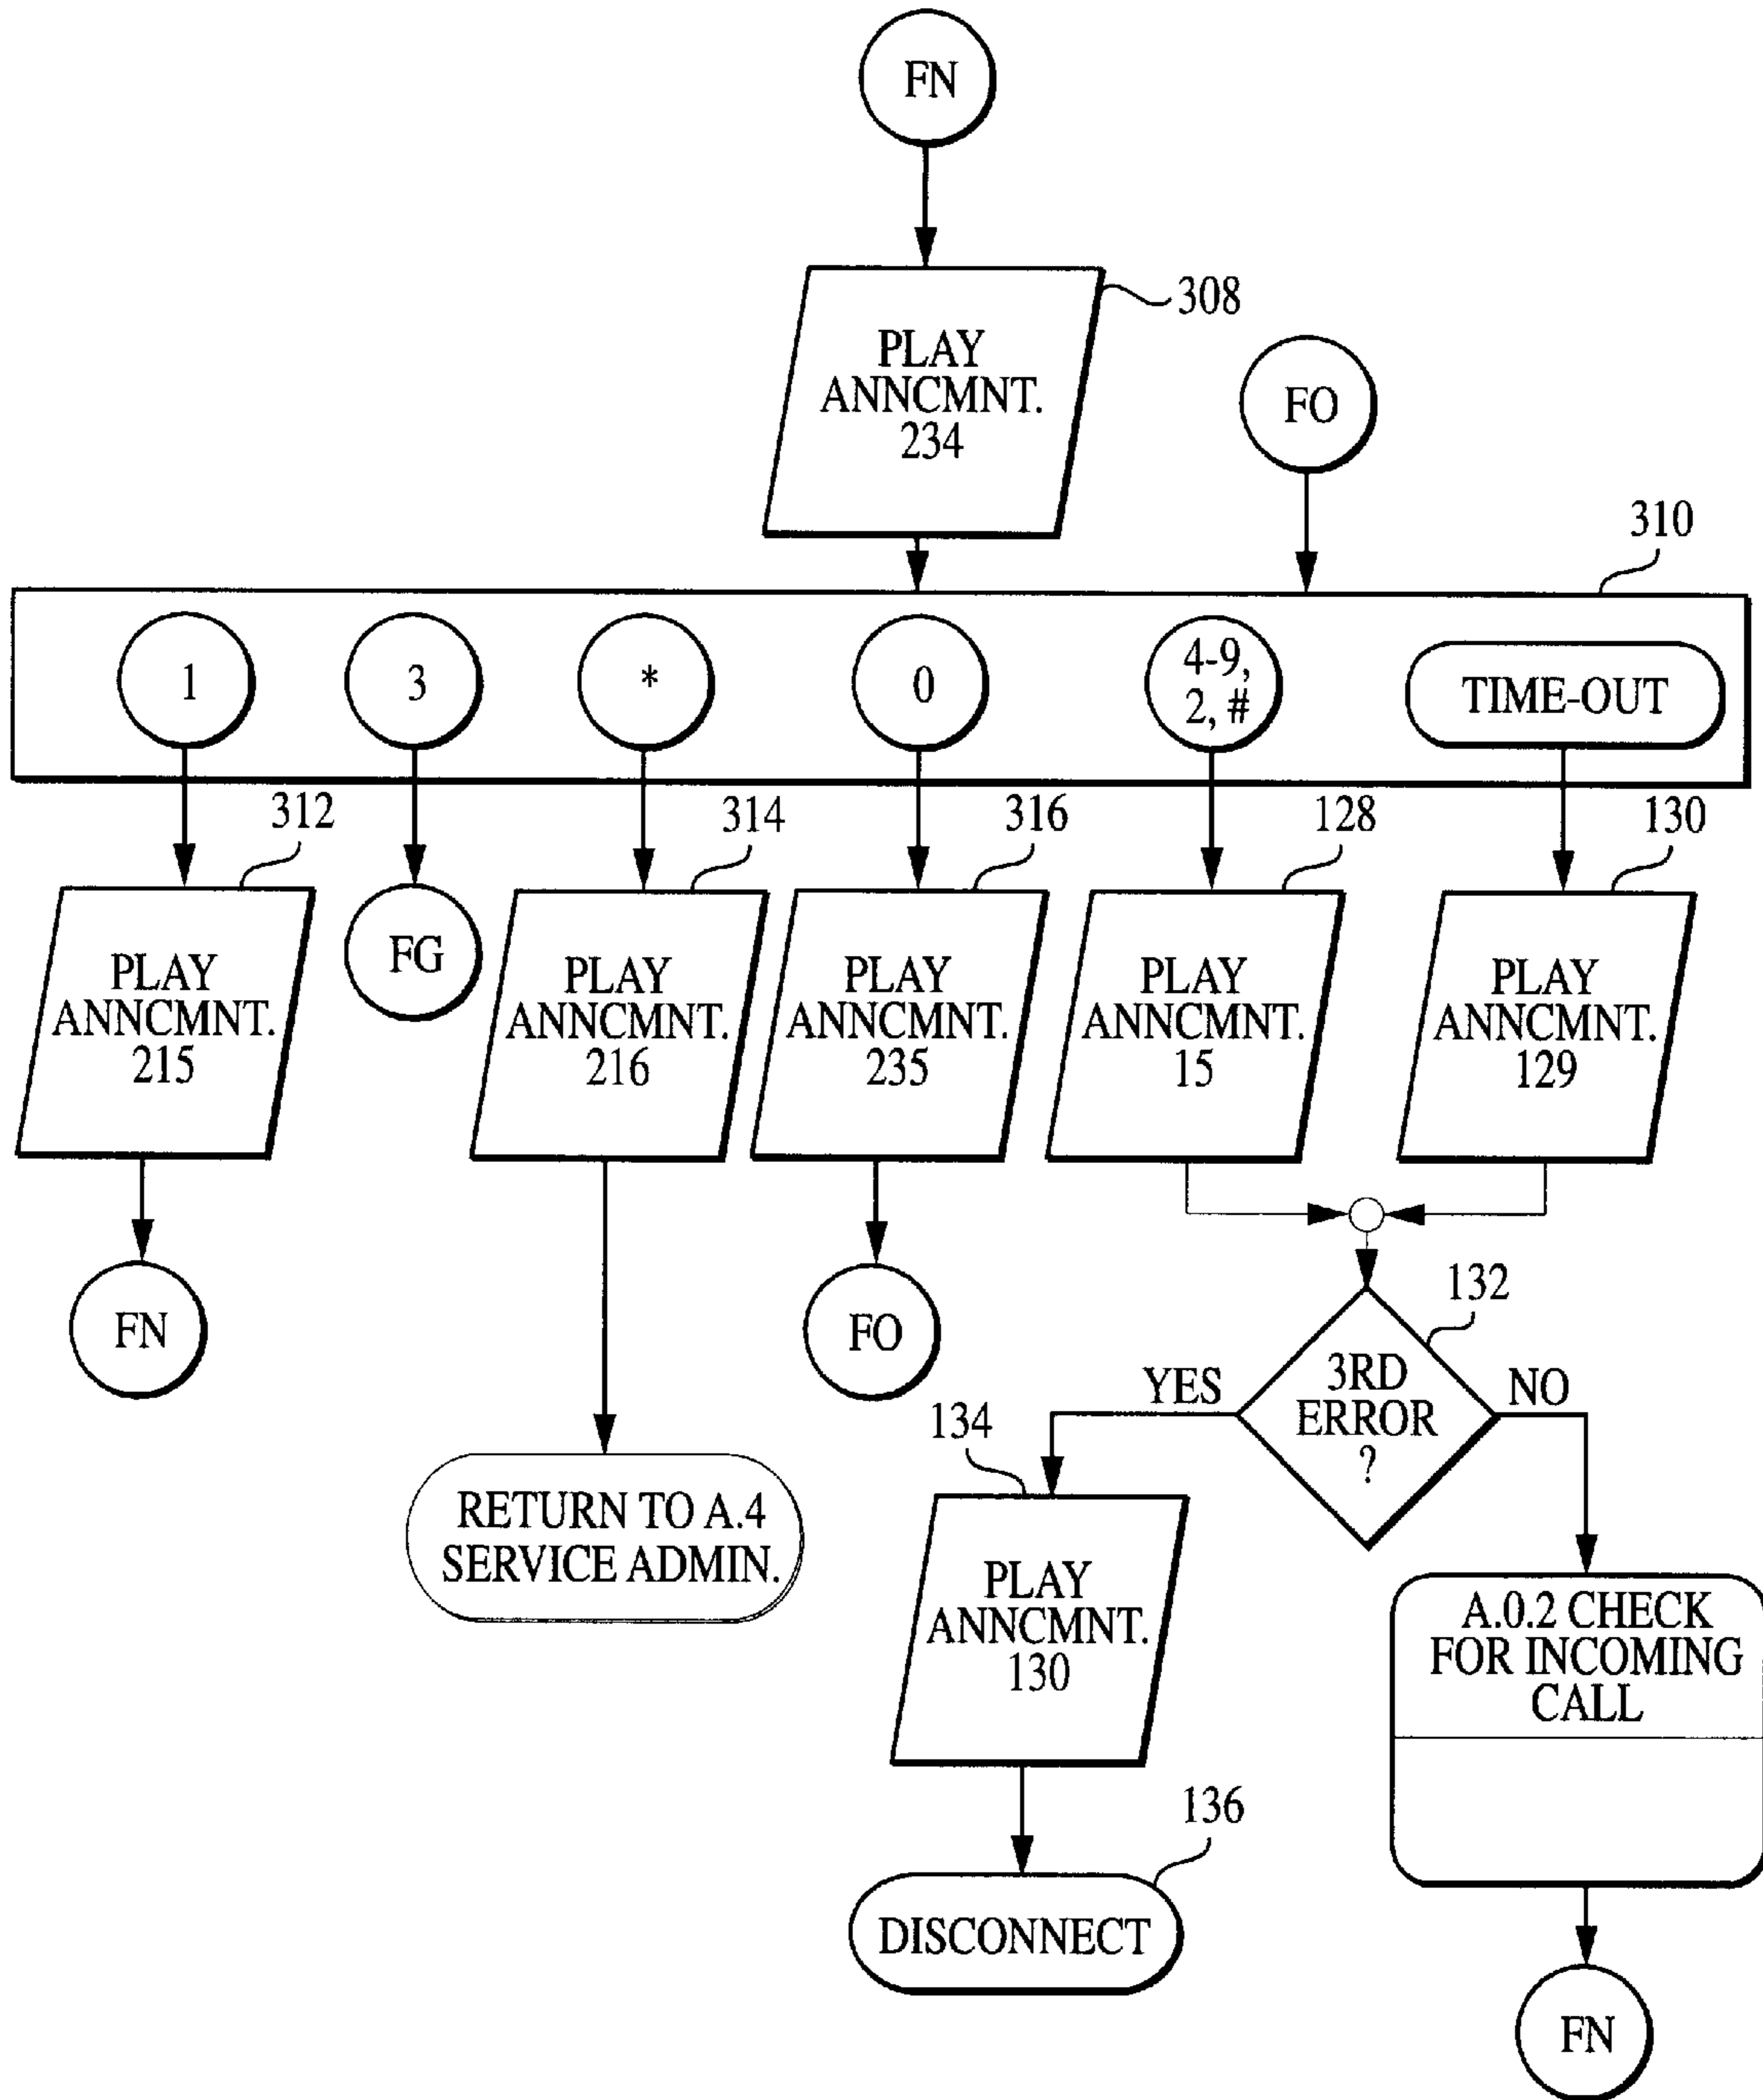 FN
308
PLAY
ANNCMNT.
234
FO
310
1
3
*
0
4-9,
2, #
TIME-OUT
312
314
316
128
130
PLAY
ANNCMNT.
215
FG
PLAY
ANNCMNT.
216
PLAY
ANNCMNT.
235
PLAY
ANNCMNT.
15
PLAY
ANNCMNT.
129
FN
FO
132
3RD
ERROR
?
YES
NO
134
RETURN TO A.4
SERVICE ADMIN.
PLAY
ANNCMNT.
130
A.0.2 CHECK
FOR INCOMING
CALL
136
DISCONNECT
FN